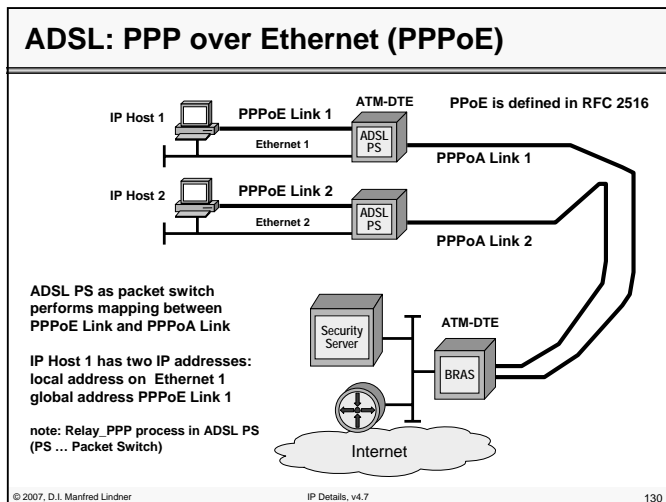 ADSL: PPP over Ethernet (PPPoE)
ATM-DTE
PPoE is defined in RFC 2516
IP Host 1
PPPoE Link 1
ADSL
PS
Ethernet 1
PPPoA Link 1
IP Host 2
PPPoE Link 2
ADSL
PS
Ethernet 2
PPPoA Link 2
ADSL PS as packet switch
performs mapping between
PPPoE Link and PPPoA Link
IP Host 1 has two IP addresses:
local address on Ethernet 1
global address PPPoE Link 1
note: Relay_PPP process in ADSL PS
(PS ... Packet Switch)
Security
Server
ATM-DTE
BRAS
Internet
© 2007, D.I. Manfred Lindner
IP Details, v4.7
130